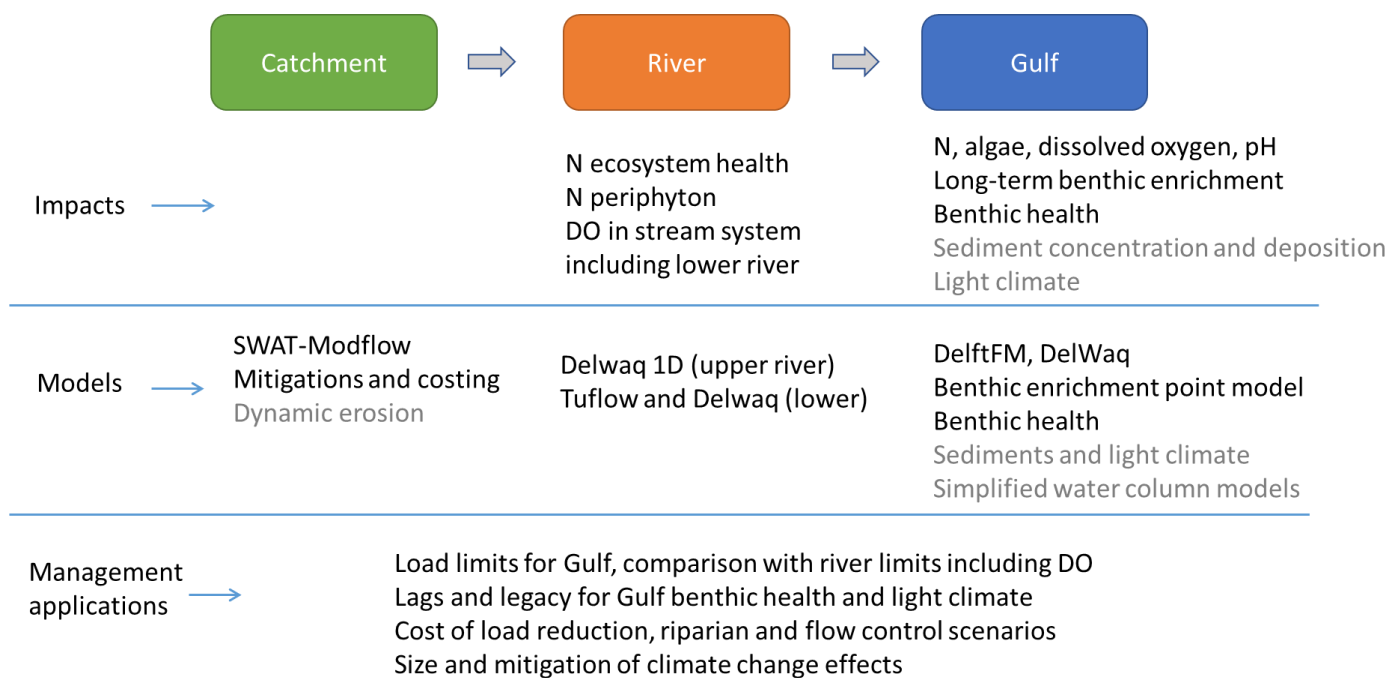 Catchment
River
Gulf
Impacts
N ecosystem health
N periphyton
DO in stream system
including lower river
N, algae, dissolved oxygen, pH
Long-term benthic enrichment
Benthic health
Sediment concentration and deposition
Light climate
Models
SWAT-Modflow
Mitigations and costing
Dynamic erosion
Delwaq 1D (upper river)
Tuflow and Delwaq (lower)
DelftFM, DelWaq
Benthic enrichment point model
Benthic health
Sediments and light climate
Simplified water column models
Management
applications
Load limits for Gulf, comparison with river limits including DO
Lags and legacy for Gulf benthic health and light climate
Cost of load reduction, riparian and flow control scenarios
Size and mitigation of climate change effects